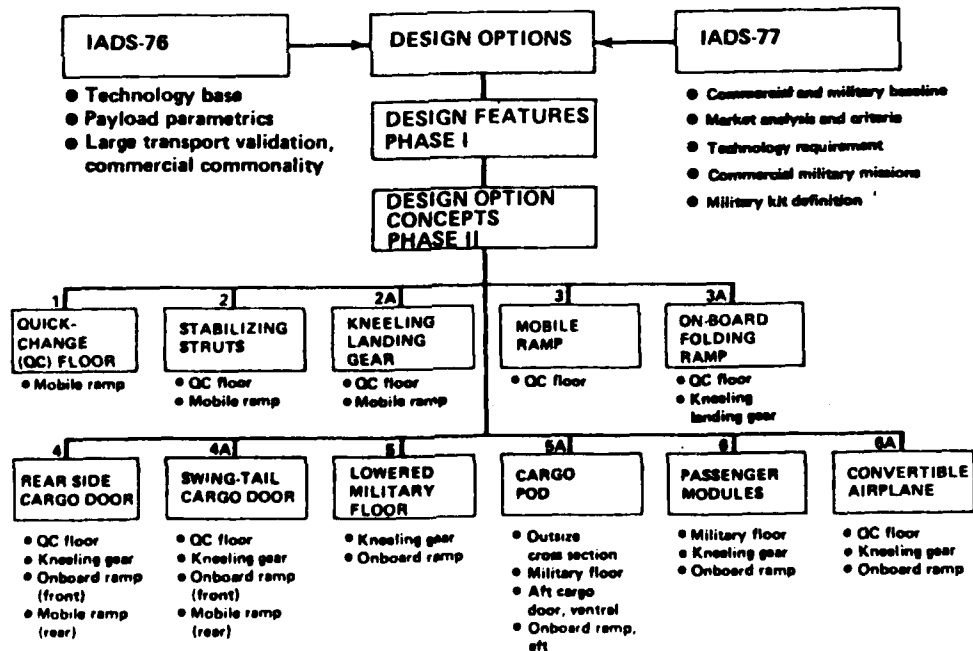 IADS-76
DESIGN OPTIONS
IADS-77
● Technology base
● Payload parametrics
● Large transport validation,
commercial commonality
DESIGN FEATURES
PHASE I
DESIGN OPTION
CONCEPTS
PHASE II
● Commercial and military baseline
● Market analysis and criteria
● Technology requirement
● Commercial military missions
● Military kit definition
1
QUICK-
CHANGE
(QC) FLOOR
● Mobile ramp
2
STABILIZING
STRUTS
● QC floor
● Mobile ramp
2A
KNEELING
LANDING
GEAR
● QC floor
● Mobile ramp
3
MOBILE
RAMP
● QC floor
3A
ON-BOARD
FOLDING
RAMP
● QC floor
● Kneeling
landing gear
4
REAR SIDE
CARGO DOOR
● QC floor
● Kneeling gear
● Onboard ramp
(front)
● Mobile ramp
(rear)
4A
SWING-TAIL
CARGO DOOR
● QC floor
● Kneeling gear
● Onboard ramp
(front)
● Mobile ramp
(rear)
5
LOWERED
MILITARY
FLOOR
● Kneeling gear
● Onboard ramp
5A
CARGO
POD
● Outsize
cross section
● Military floor
● Aft cargo
door, ventral
● Onboard ramp,
aft
6
PASSENGER
MODULES
● Military floor
● Kneeling gear
● Onboard ramp
6A
CONVERTIBLE
AIRPLANE
● QC floor
● Kneeling gear
● Onboard ramp